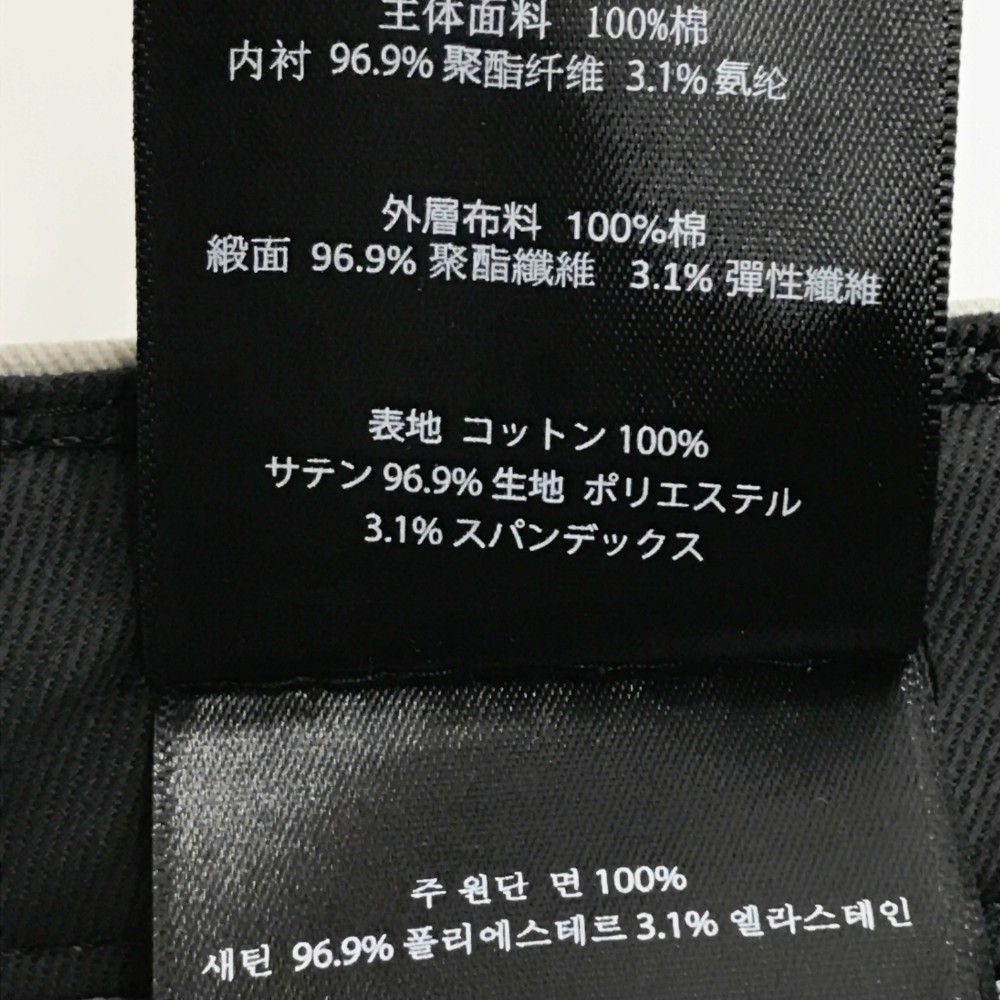 主体面料 100%棉
内衬 96.9% 聚酯纤维 3.1% 氨纶
外層布料 100%棉
緞面 96.9% 聚酯纖維 3.1% 彈性纖維
表地 コットン 100%
サテン 96.9% 生地 ポリエステル
3.1% スパンデックス
주 원단 면 100%
새틴 96.9% 폴리에스테르 3.1% 엘라스테인